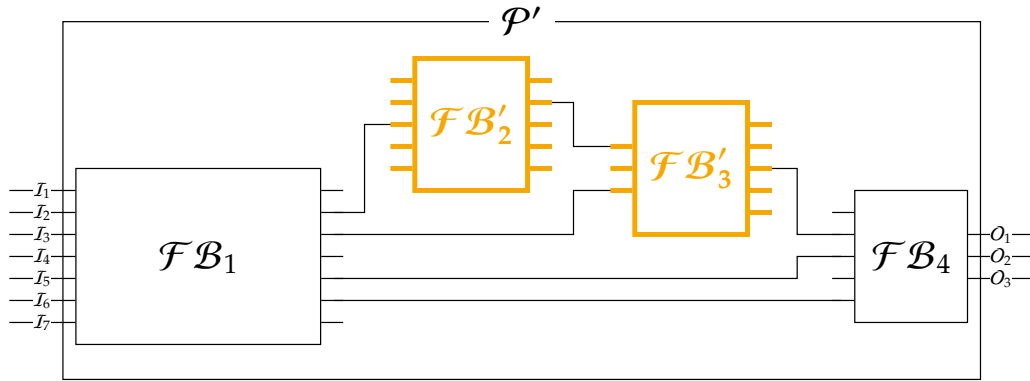 𝒫′
ℱℬ′₂
ℱℬ′₃
ℱℬ₁
ℱℬ₄
I₁
I₂
I₃
I₄
I₅
I₆
I₇
O₁
O₂
O₃